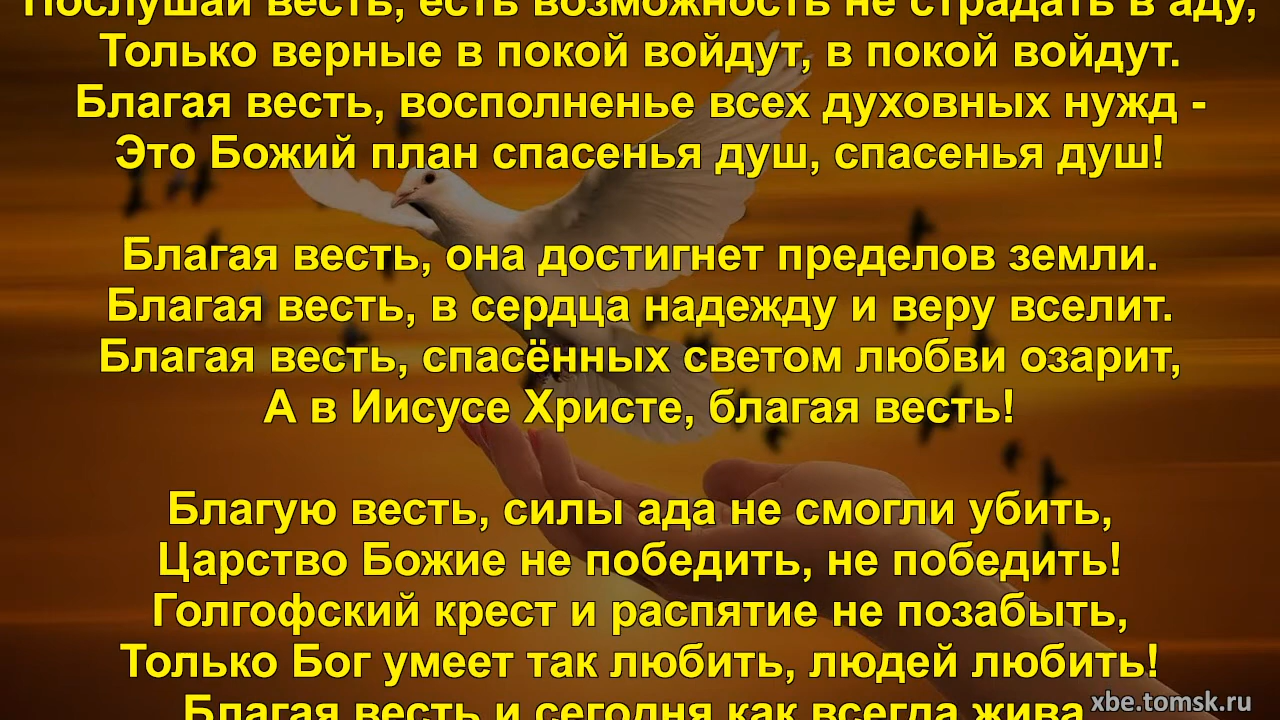 Послушай весть, есть возможность не страдать в аду,
Только верные в покой войдут, в покой войдут.
Благая весть, восполненье всех духовных нужд -
Это Божий план спасенья душ, спасенья душ!
Благая весть, она достигнет пределов земли.
Благая весть, в сердца надежду и веру вселит.
Благая весть, спасённых светом любви озарит,
А в Иисусе Христе, благая весть!
Благую весть, силы ада не смогли убить,
Царство Божие не победить, не победить!
Голгофский крест и распятие не позабыть,
Только Бог умеет так любить, людей любить!
Благая весть и сегодня как всегда жива
xbe.tomsk.ru